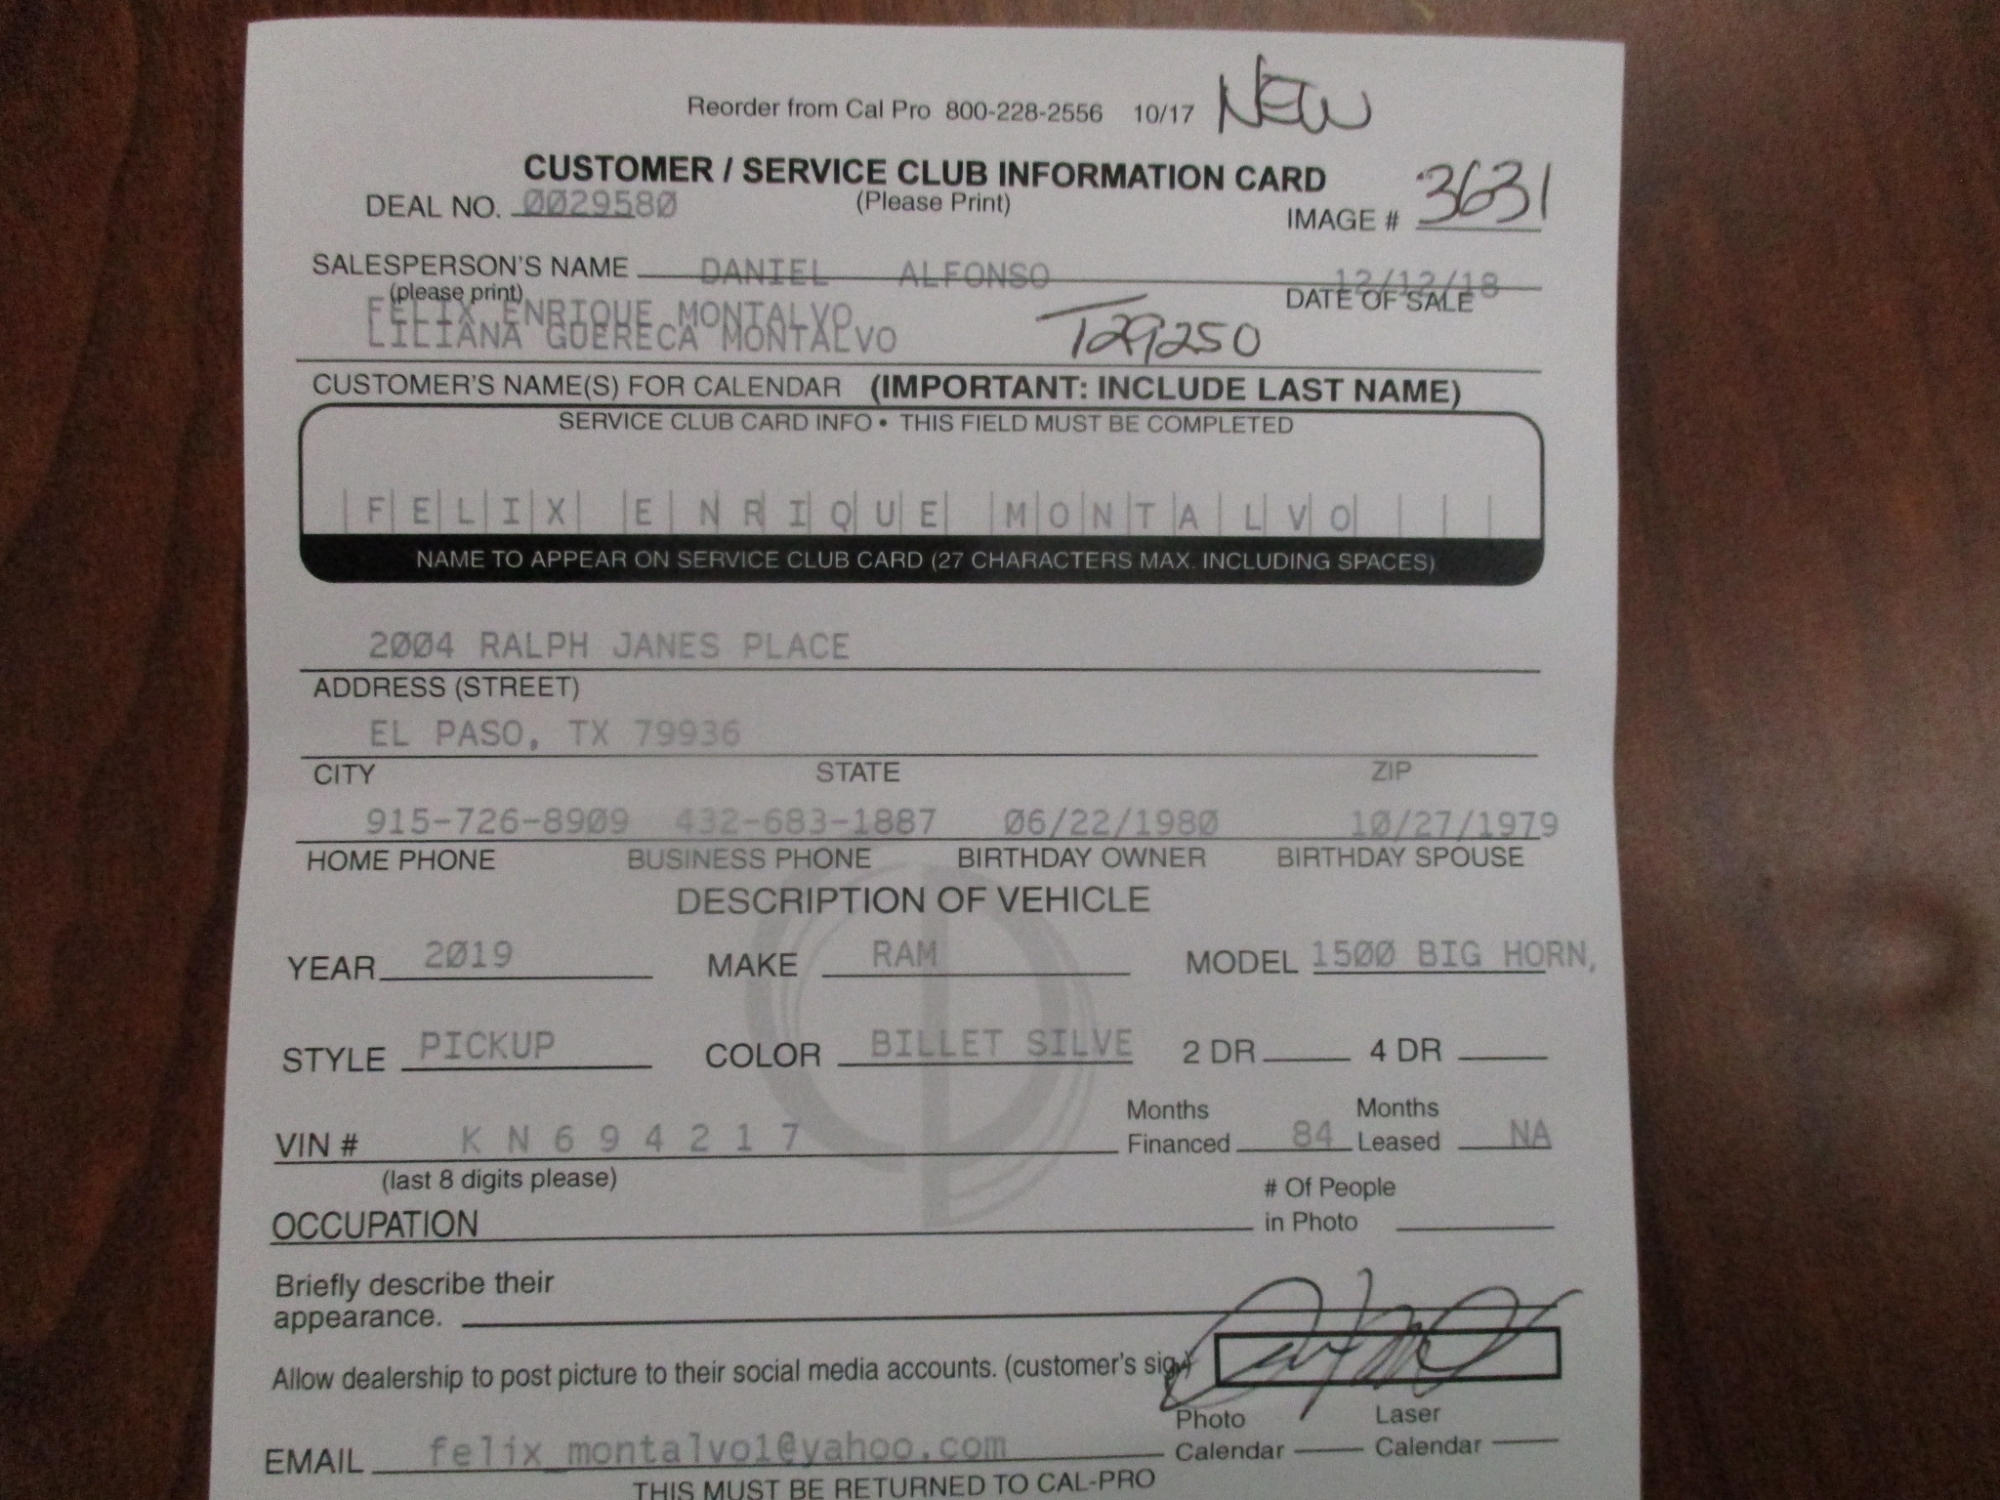 Reorder from Cal Pro 800-228-2556 10/17 NEW
CUSTOMER / SERVICE CLUB INFORMATION CARD
DEAL NO. 0029580 (Please Print) IMAGE # 3631
SALESPERSON'S NAME DANIEL ALFONSO 12/12/18
(please print) DATE OF SALE
FELIX ENRIQUE MONTALVO
LILIANA GUERECA MONTALVO T29250
CUSTOMER'S NAME(S) FOR CALENDAR (IMPORTANT: INCLUDE LAST NAME)
SERVICE CLUB CARD INFO • THIS FIELD MUST BE COMPLETED
FELIX ENRIQUE MONTALVO
NAME TO APPEAR ON SERVICE CLUB CARD (27 CHARACTERS MAX. INCLUDING SPACES)
2004 RALPH JANES PLACE
ADDRESS (STREET)
EL PASO, TX 79936
CITY STATE ZIP
915-726-8909 432-683-1887 06/22/1980 10/27/1979
HOME PHONE BUSINESS PHONE BIRTHDAY OWNER BIRTHDAY SPOUSE
DESCRIPTION OF VEHICLE
YEAR 2019 MAKE RAM MODEL 1500 BIG HORN,
STYLE PICKUP COLOR BILLET SILVE 2 DR 4 DR
Months Months
VIN # KN694217 Financed 84 Leased NA
(last 8 digits please)
# Of People
OCCUPATION in Photo
Briefly describe their
appearance.
Allow dealership to post picture to their social media accounts. (customer's sig.)
Photo Laser
EMAIL felix_montalvo1@yahoo.com Calendar Calendar
THIS MUST BE RETURNED TO CAL-PRO